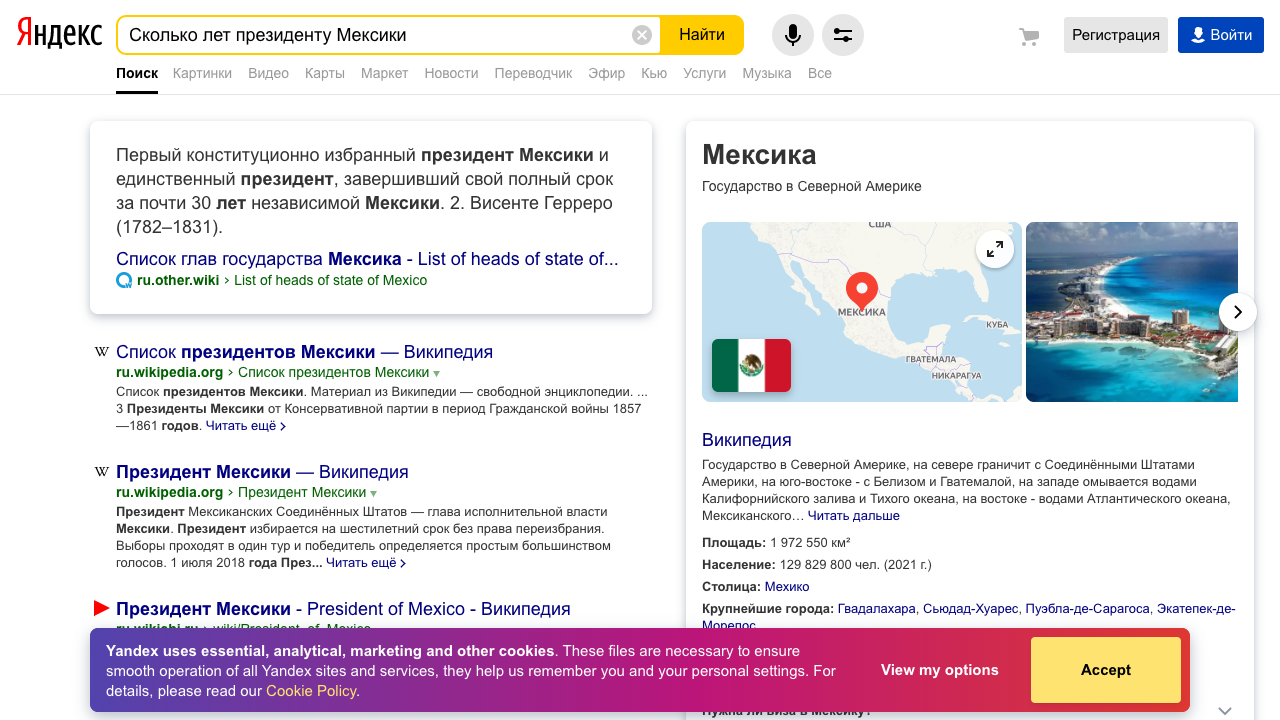 Яндекс
Сколько лет президенту Мексики
Найти
Регистрация
Войти
Поиск Картинки Видео Карты Маркет Новости Переводчик Эфир Кью Услуги Музыка Все
Первый конституционно избранный президент Мексики и
единственный президент, завершивший свой полный срок
за почти 30 лет независимой Мексики. 2. Висенте Герреро
(1782–1831).
Список глав государства Мексика - List of heads of state of...
ru.other.wiki › List of heads of state of Mexico
Список президентов Мексики — Википедия
ru.wikipedia.org › Список президентов Мексики
Список президентов Мексики. Материал из Википедии — свободной энциклопедии. ...
3 Президенты Мексики от Консервативной партии в период Гражданской войны 1857
—1861 годов. Читать ещё
Президент Мексики — Википедия
ru.wikipedia.org › Президент Мексики
Президент Мексиканских Соединённых Штатов — глава исполнительной власти
Мексики. Президент избирается на шестилетний срок без права переизбрания.
Выборы проходят в один тур и победитель определяется простым большинством
голосов. 1 июля 2018 года През... Читать ещё
Президент Мексики - President of Mexico - Википедия
Мексика
Государство в Северной Америке
США
МЕКСИКА
КУБА
ГВАТЕМАЛА
НИКАРАГУА
Википедия
Государство в Северной Америке, на севере граничит с Соединёнными Штатами
Америки, на юго-востоке - с Белизом и Гватемалой, на западе омывается водами
Калифорнийского залива и Тихого океана, на востоке - водами Атлантического океана,
Мексиканского… Читать дальше
Площадь: 1 972 550 км²
Население: 129 829 800 чел. (2021 г.)
Столица: Мехико
Крупнейшие города: Гвадалахара, Сьюдад-Хуарес, Пуэбла-де-Сарагоса, Экатепек-де-
Морелос
Нужна ли виза в Мексику?
Yandex uses essential, analytical, marketing and other cookies. These files are necessary to ensure
smooth operation of all Yandex sites and services, they help us remember you and your personal settings. For
details, please read our Cookie Policy.
View my options
Accept